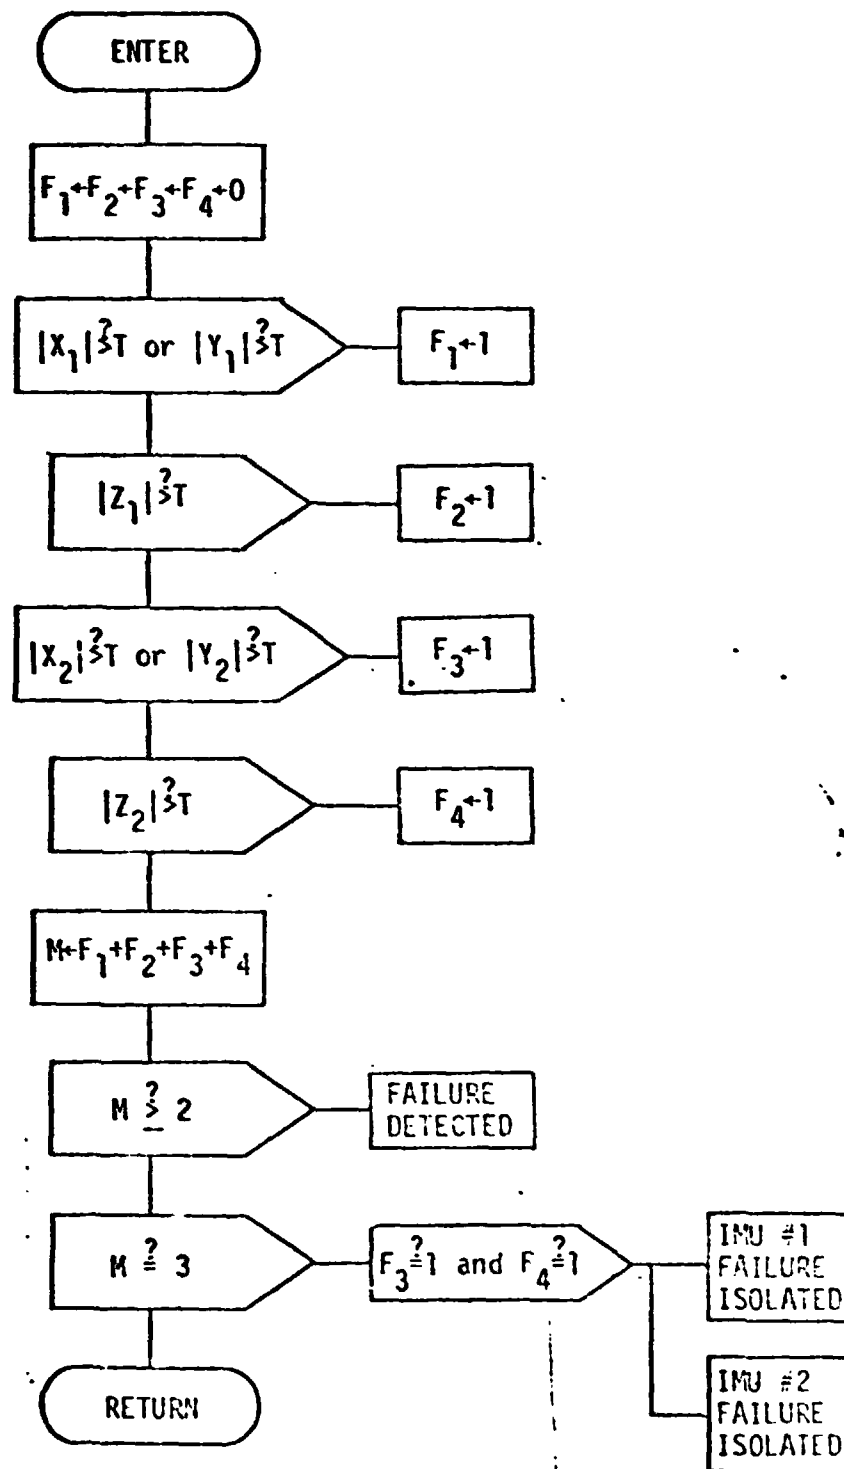 ENTER
F₁←F₂←F₃←F₄←0
|X₁|>?T or |Y₁|>?T
F₁←1
|Z₁|>?T
F₂←1
|X₂|>?T or |Y₂|>?T
F₃←1
|Z₂|>?T
F₄←1
M←F₁+F₂+F₃+F₄
M ≥? 2
FAILURE
DETECTED
M =? 3
F₃=?1 and F₄=?1
IMU #1
FAILURE
ISOLATED
RETURN
IMU #2
FAILURE
ISOLATED